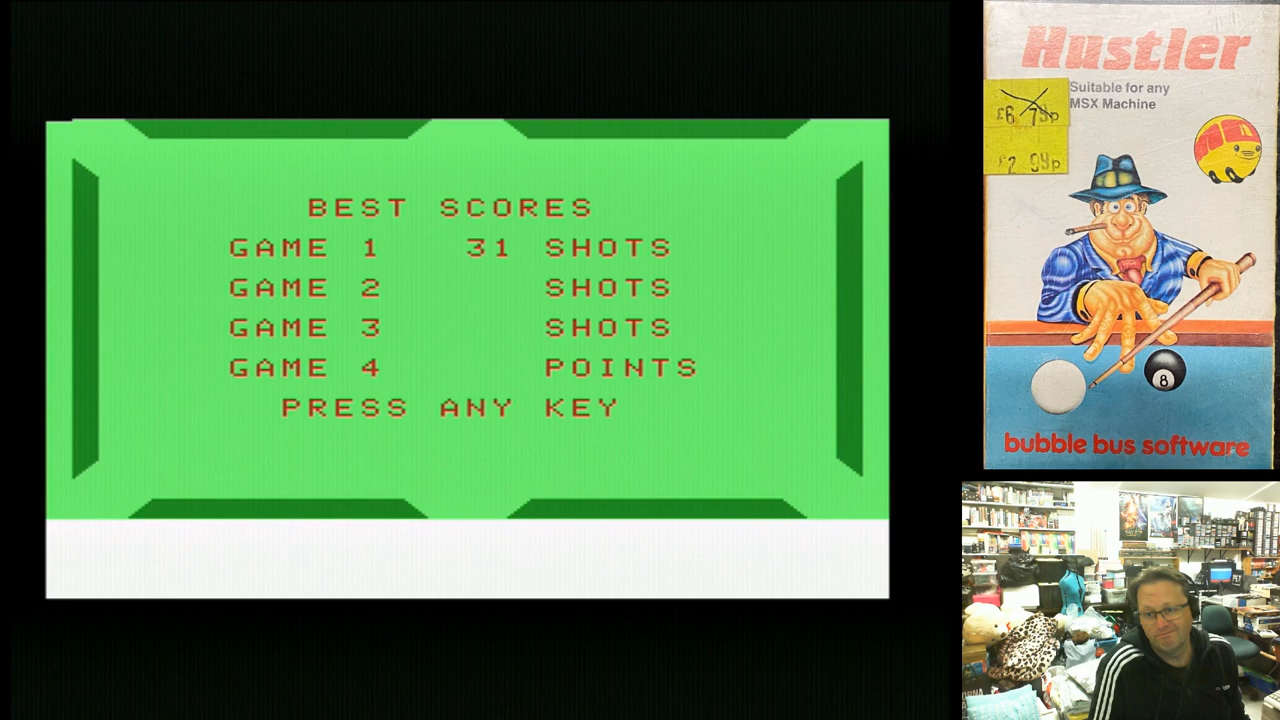 BEST SCORES
GAME 1 31 SHOTS
GAME 2 SHOTS
GAME 3 SHOTS
GAME 4 POINTS
PRESS ANY KEY
Hustler
Suitable for any
MSX Machine
£6.79p
£2.99p
8
bubble bus software